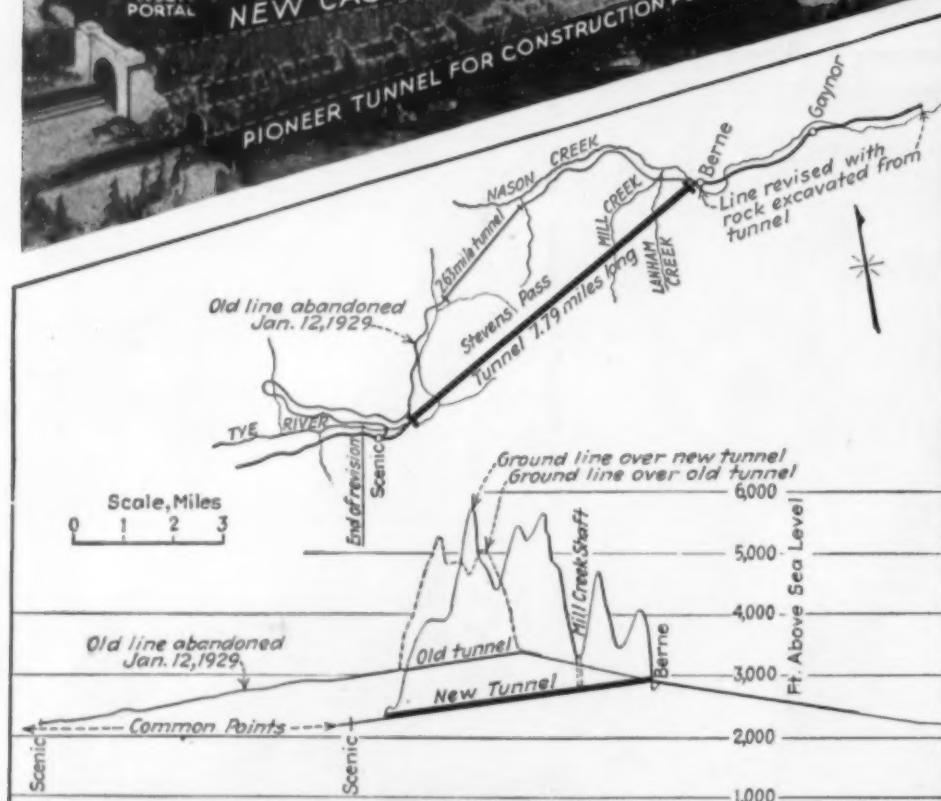 PORTAL
NEW
PIONEER TUNNEL FOR CONSTRUCTION
NASON CREEK
2.63 mile tunnel
MILL CREEK
LANHAM
CREEK
Berne
Gaynor
Line revised with
rock excavated from
tunnel
Old line abandoned
Jan. 12, 1929
Stevens Pass
Tunnel 7.79 miles long
TYE RIVER
End of revision
Scenic
Scale, Miles
0 1 2 3
Ground line over new tunnel
Ground line over old tunnel
6,000
5,000
4,000
3,000
2,000
1,000
Ft. Above Sea Level
Mill Creek Shaft
Berne
Old line abandoned
Jan. 12, 1929
Old tunnel
New Tunnel
Common Points
Scenic
Scenic